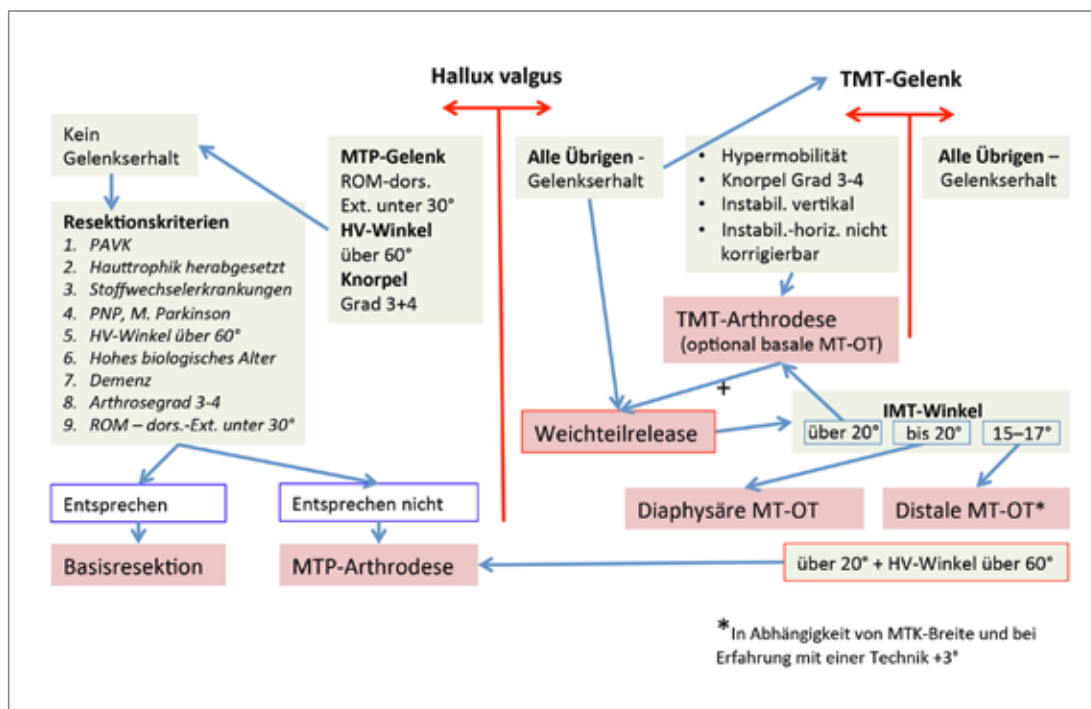 Hallux valgus
TMT-Gelenk
Kein
Gelenkserhalt
MTP-Gelenk
ROM-dors.
Ext. unter 30°
HV-Winkel
über 60°
Knorpel
Grad 3+4
Alle Übrigen -
Gelenkserhalt
• Hypermobilität
• Knorpel Grad 3-4
• Instabil. vertikal
• Instabil.-horiz. nicht
korrigierbar
Alle Übrigen –
Gelenkserhalt
Resektionskriterien
1. PAVK
2. Hauttrophik herabgesetzt
3. Stoffwechselerkrankungen
4. PNP, M. Parkinson
5. HV-Winkel über 60°
6. Hohes biologisches Alter
7. Demenz
8. Arthrosegrad 3-4
9. ROM – dors.-Ext. unter 30°
TMT-Arthrodese
(optional basale MT-OT)
+
Weichteilrelease
IMT-Winkel
über 20° bis 20° 15–17°
Entsprechen
Entsprechen nicht
Diaphysäre MT-OT
Distale MT-OT*
Basisresektion
MTP-Arthrodese
über 20° + HV-Winkel über 60°
*In Abhängigkeit von MTK-Breite und bei
Erfahrung mit einer Technik +3°